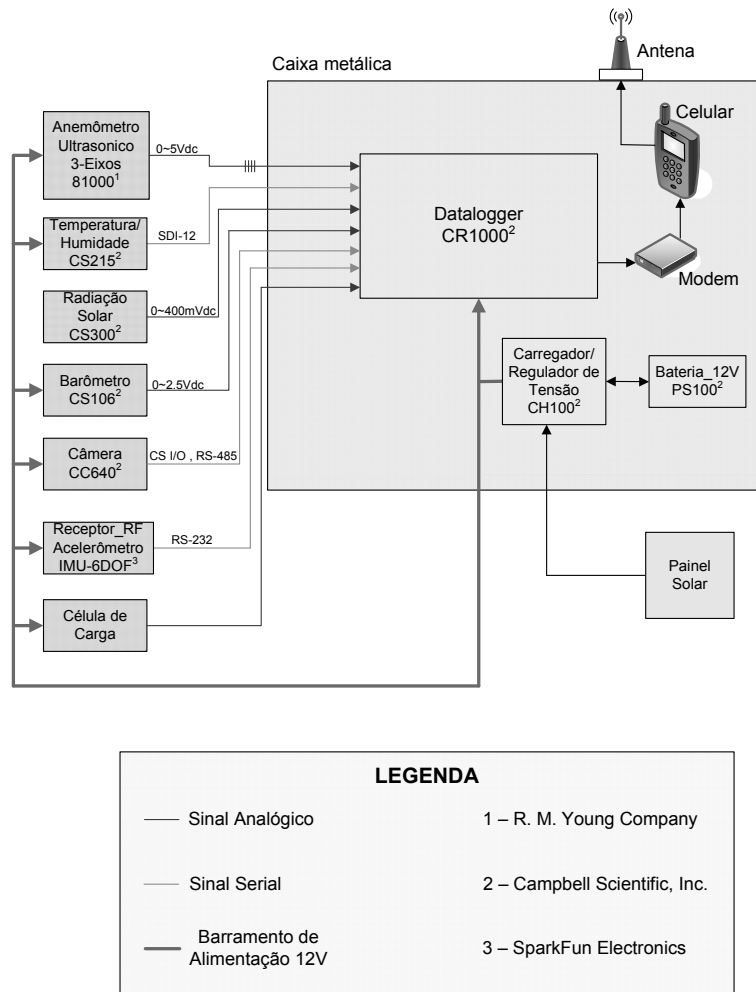 Antena
Caixa metálica
Celular
Anemômetro
Ultrasonico
3-Eixos
81000¹
0~5Vdc
Temperatura/
Humidade
CS215²
SDI-12
Datalogger
CR1000²
Modem
Radiação
Solar
CS300²
0~400mVdc
Barômetro
CS106²
0~2.5Vdc
Carregador/
Regulador de
Tensão
CH100²
Bateria_12V
PS100²
Câmera
CC640²
CS I/O , RS-485
Receptor_RF
Acelerômetro
IMU-6DOF³
RS-232
Painel
Solar
Célula de
Carga
LEGENDA
Sinal Analógico
1 – R. M. Young Company
Sinal Serial
2 – Campbell Scientific, Inc.
Barramento de
Alimentação 12V
3 – SparkFun Electronics